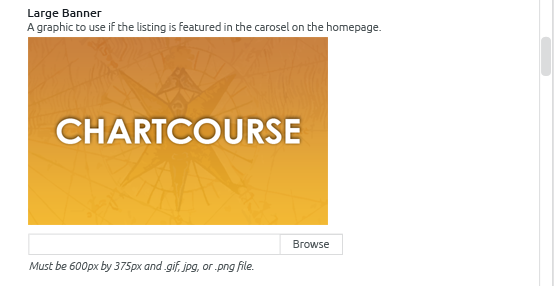 Large Banner
A graphic to use if the listing is featured in the carosel on the homepage.
CHARTCOURSE
Browse
Must be 600px by 375px and .gif, jpg, or .png file.